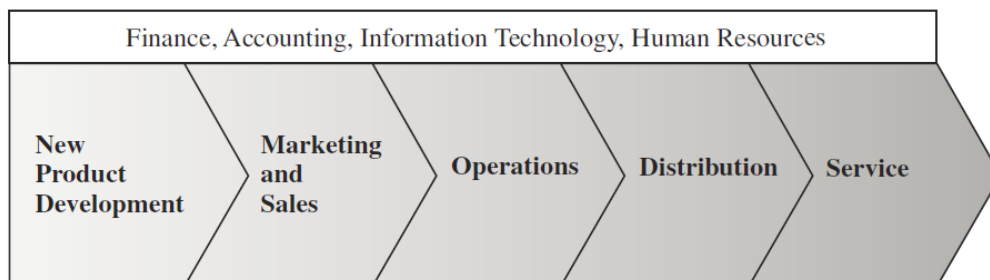 Finance, Accounting, Information Technology, Human Resources
New
Product
Development
Marketing
and
Sales
Operations
Distribution
Service